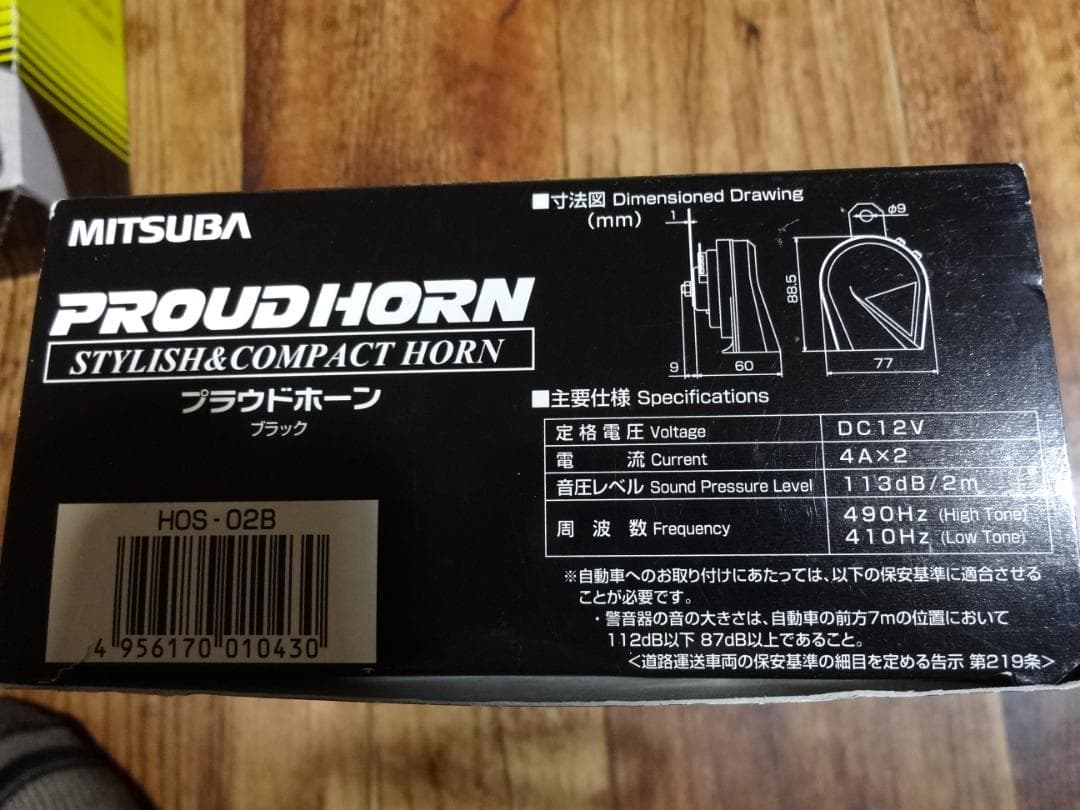 MITSUBA
PROUDHORN
STYLISH&COMPACT HORN
プラウドホーン
ブラック
HOS-02B
4 956170 010430
■寸法図 Dimensioned Drawing
(mm)
1
φ9
88.5
9
60
77
■主要仕様 Specifications
定格電圧 Voltage DC12V
電流 Current 4A×2
音圧レベル Sound Pressure Level 113dB/2m
周波数 Frequency 490Hz (High Tone)
410Hz (Low Tone)
※自動車へのお取り付けにあたっては、以下の保安基準に適合させる
ことが必要です。
・警音器の音の大きさは、自動車の前方7mの位置において
112dB以下 87dB以上であること。
<道路運送車両の保安基準の細目を定める告示 第219条>